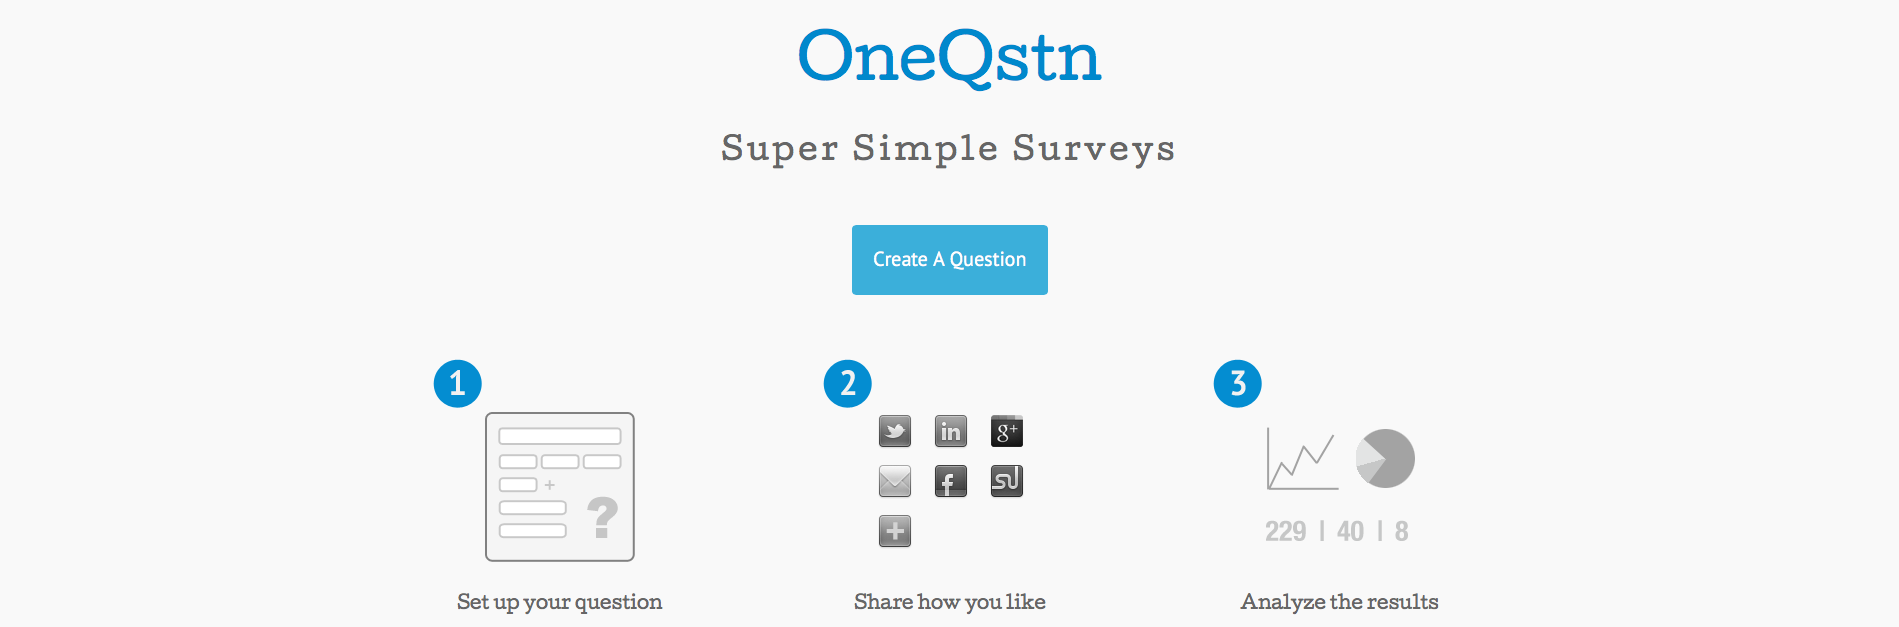 OneQstn
Super Simple Surveys
Create A Question
1
2
3
in
g+
f
+
?
229 | 40 | 8
Set up your question
Share how you like
Analyze the results